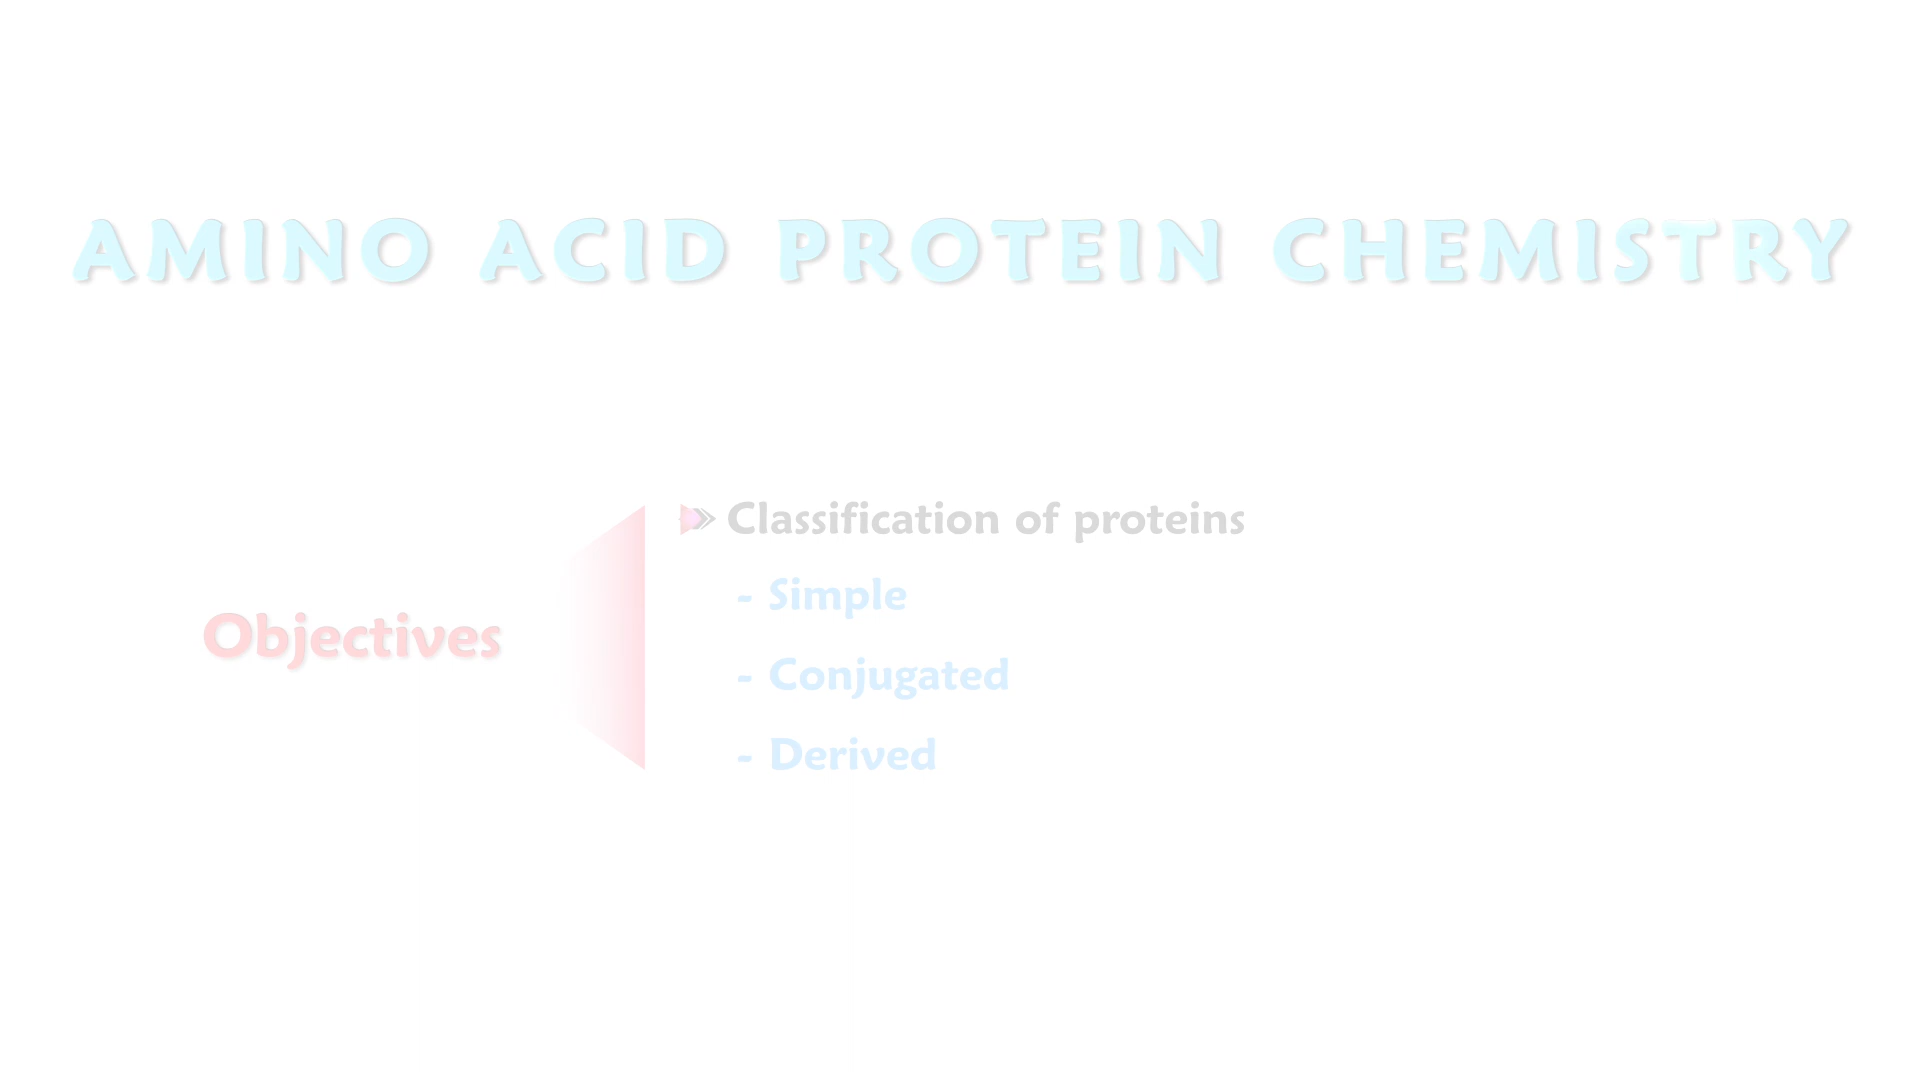 AMINO ACID PROTEIN CHEMISTRY
Objectives
Classification of proteins
- Simple
- Conjugated
- Derived